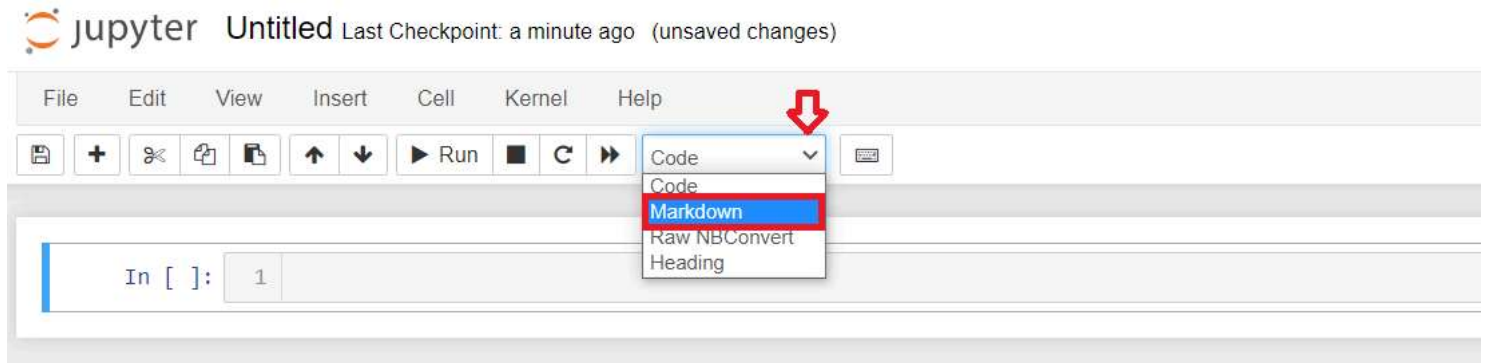 jupyter Untitled Last Checkpoint: a minute ago (unsaved changes)
File Edit View Insert Cell Kernel Help
Run Code
Code
Markdown
Raw NBConvert
Heading
In [ ]: 1